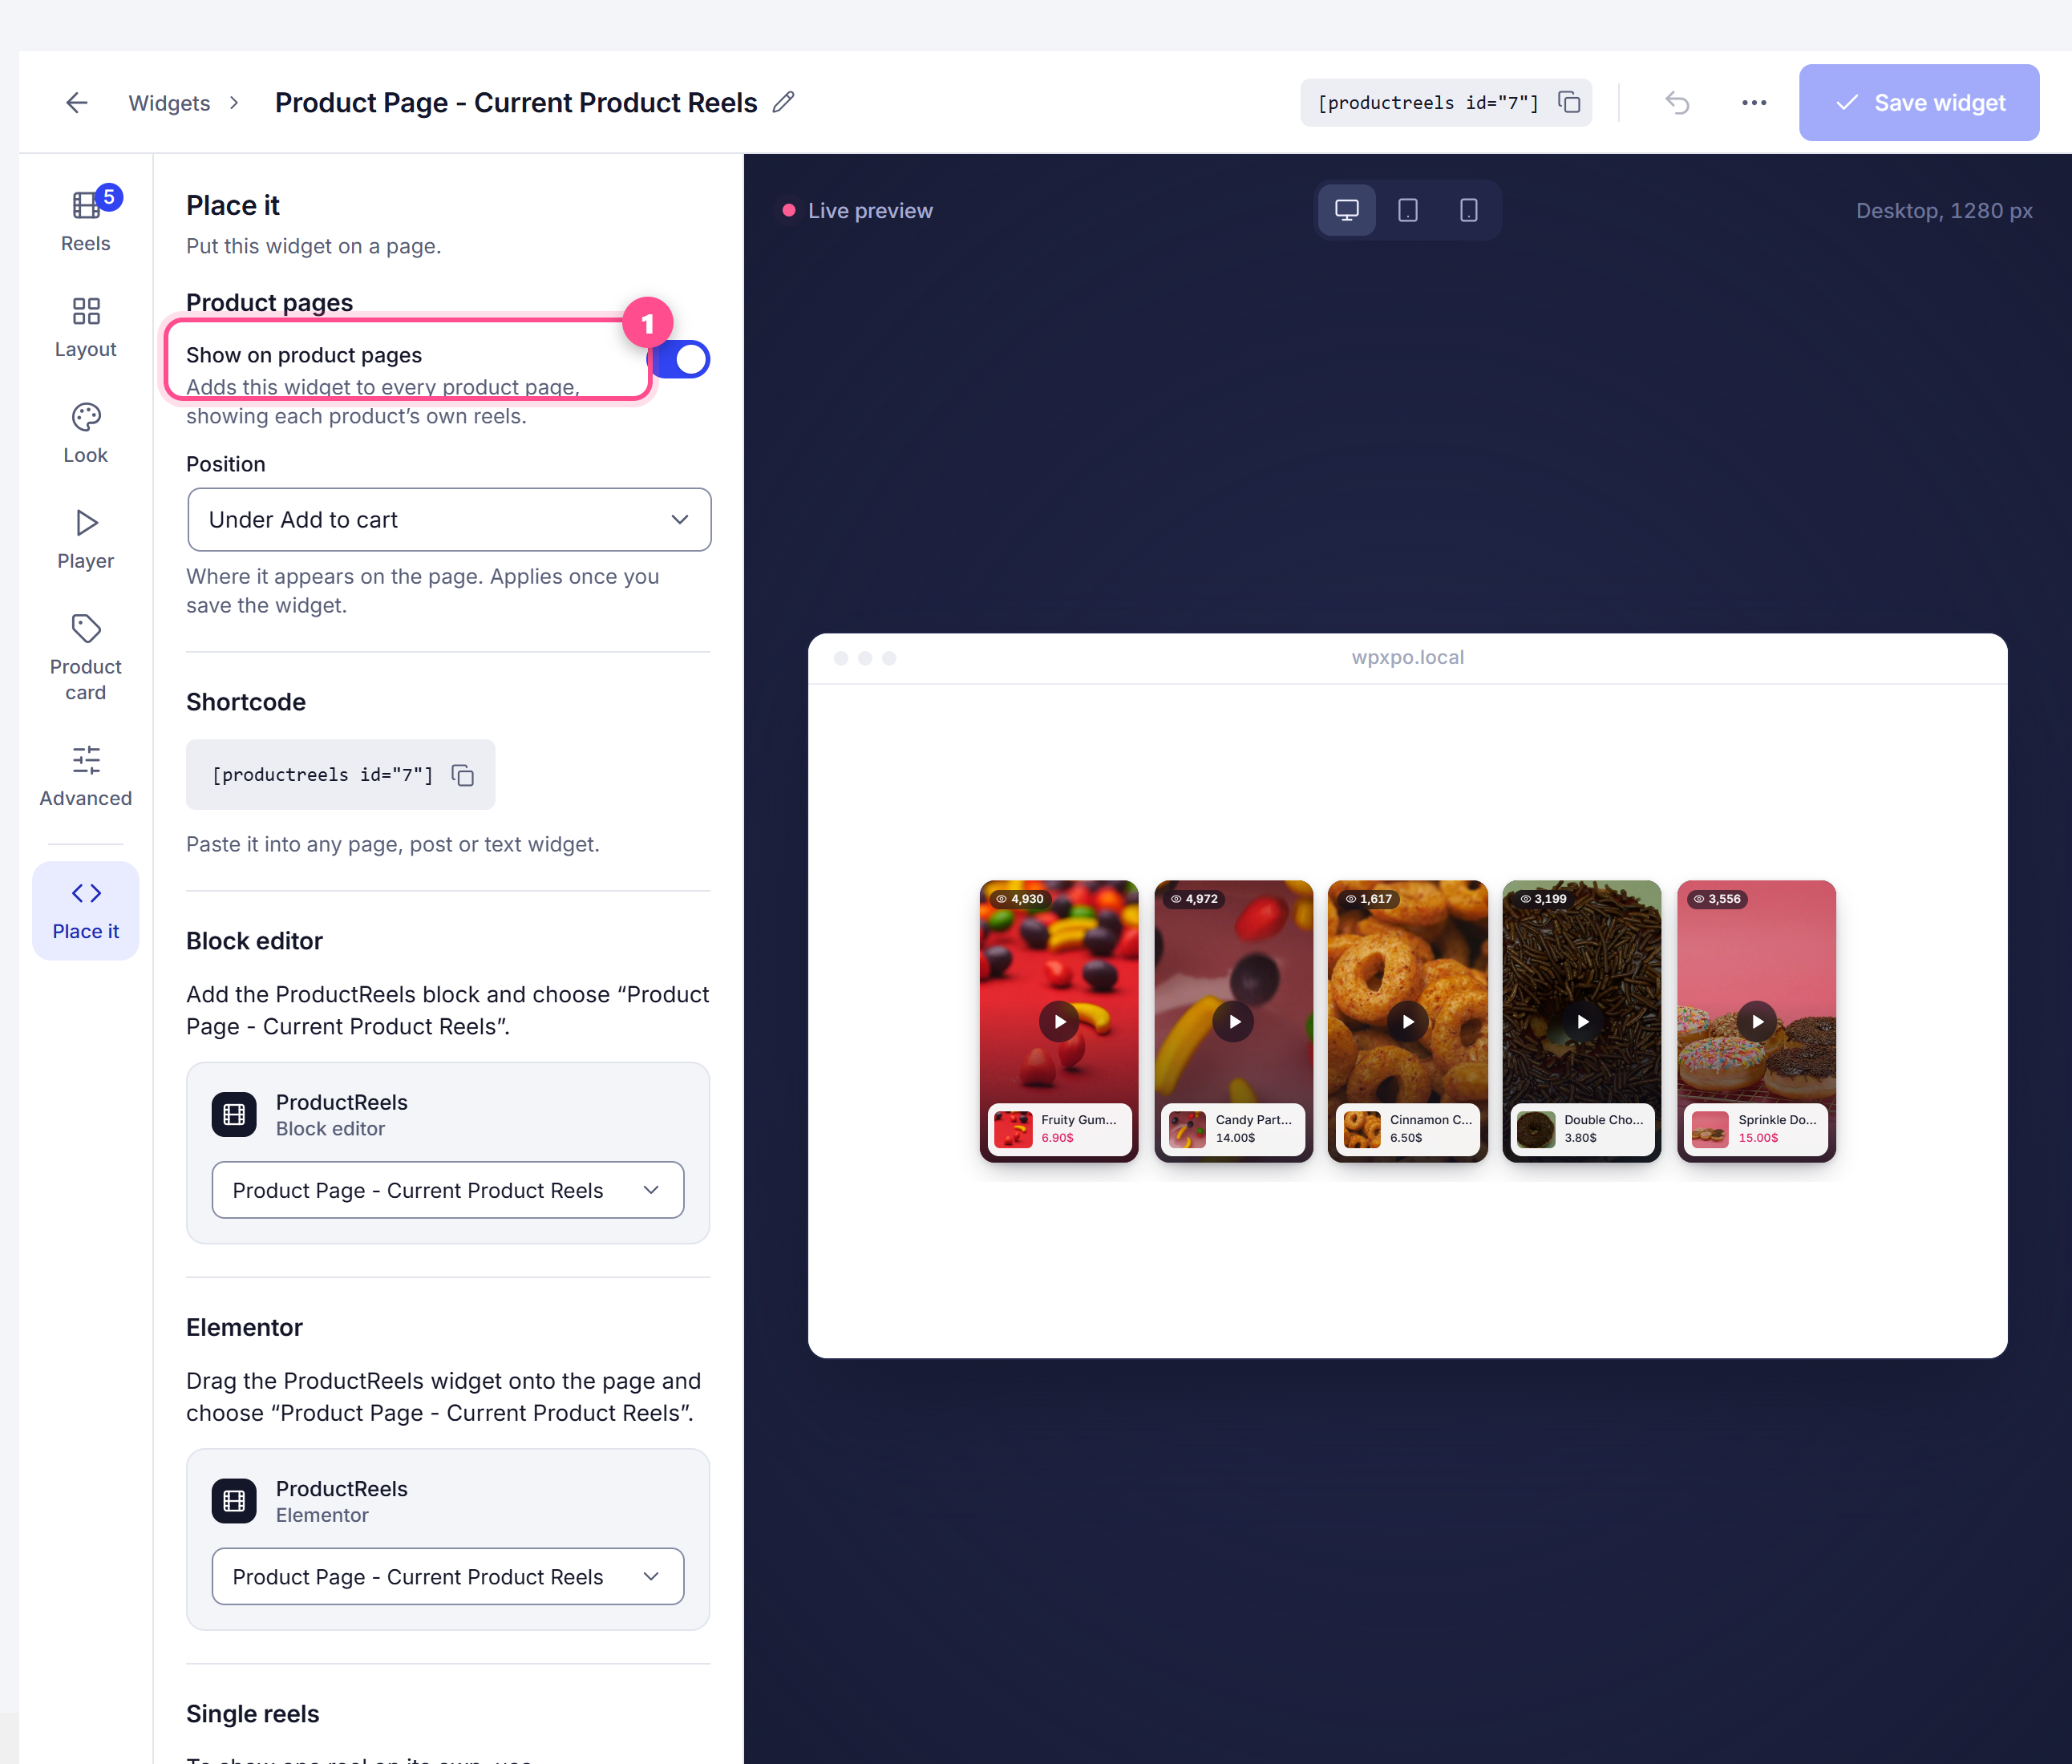 Widgets
Product Page - Current Product Reels
[productreels id="7"]
Save widget
5
Reels
Layout
Look
Player
Product
card
Advanced
Place it
Place it
Put this widget on a page.
Product pages
1
Show on product pages
Adds this widget to every product page,
showing each product’s own reels.
Position
Under Add to cart
Where it appears on the page. Applies once you
save the widget.
Shortcode
[productreels id="7"]
Paste it into any page, post or text widget.
Block editor
Add the ProductReels block and choose “Product
Page - Current Product Reels”.
ProductReels
Block editor
Product Page - Current Product Reels
Elementor
Drag the ProductReels widget onto the page and
choose “Product Page - Current Product Reels”.
ProductReels
Elementor
Product Page - Current Product Reels
Single reels
Live preview
Desktop, 1280 px
wpxpo.local
4,930
4,972
1,617
3,199
3,556
Fruity Gum...
6.90$
Candy Part...
14.00$
Cinnamon C...
6.50$
Double Cho...
3.80$
Sprinkle Do...
15.00$